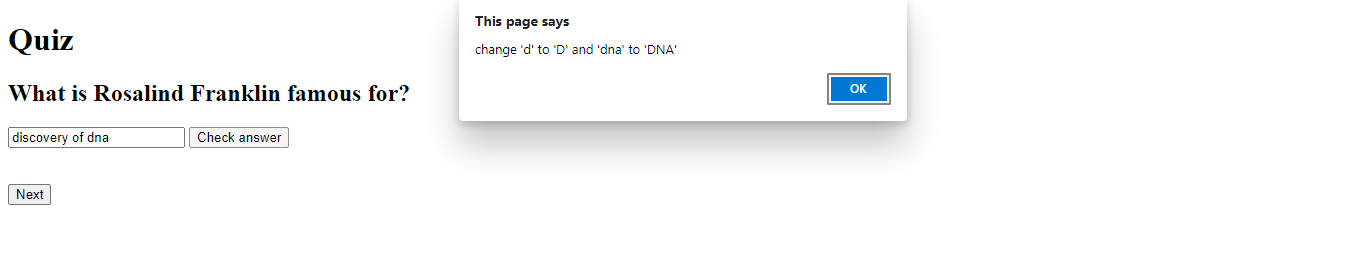 Quiz
What is Rosalind Franklin famous for?
discovery of dna Check answer
Next
This page says
change 'd' to 'D' and 'dna' to 'DNA'
OK